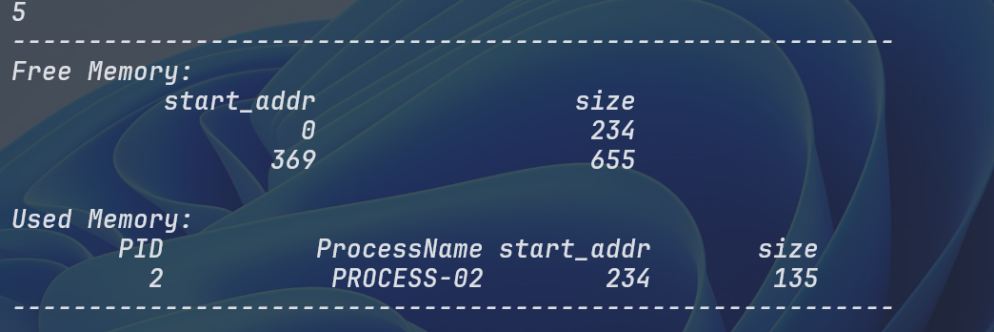 5
----------------------------------------------------------
Free Memory:
start_addr size
0 234
369 655
Used Memory:
PID ProcessName start_addr size
2 PROCESS-02 234 135
----------------------------------------------------------